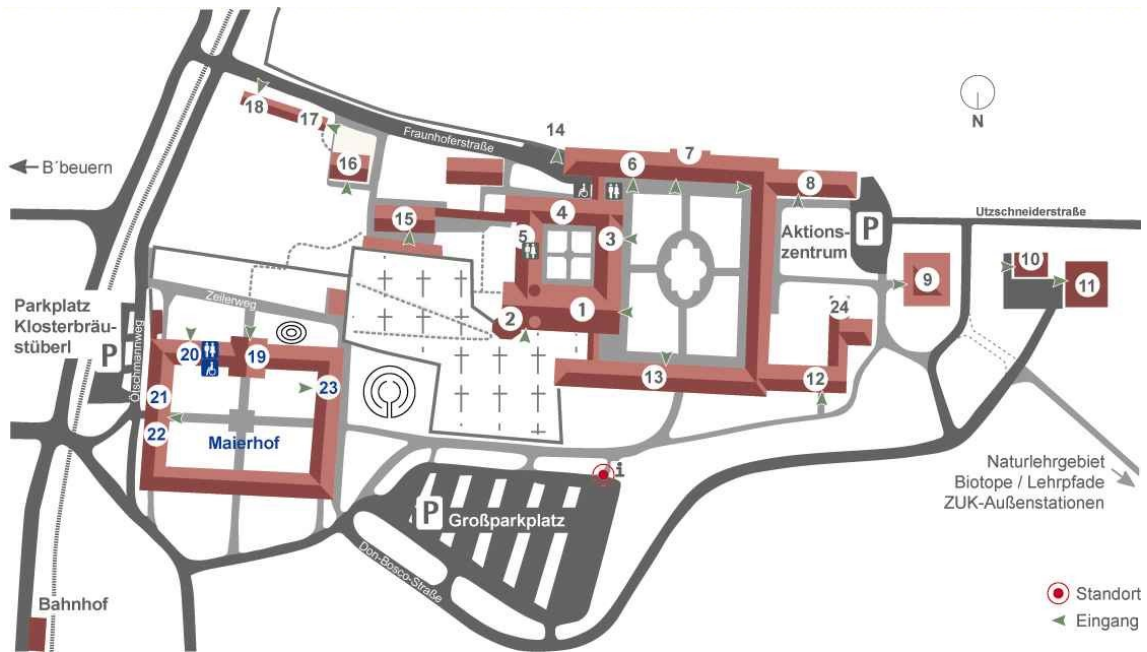 18
17
14
7
Fraunhoferstraße
N
← B´beuern
16
6
8
4
15
5
3
Aktions-
zentrum
P
Utzschneiderstraße
10
9
11
Zeilerweg
1
24
2
Parkplatz
Klosterbräu-
stüberl
P
Ölschmannweg
20
19
23
13
12
21
22
Maierhof
i
Naturlehrgebiet
Biotope / Lehrpfade
ZUK-Außenstationen
P
Großparkplatz
Don-Bosco-Straße
Bahnhof
Standort
Eingang